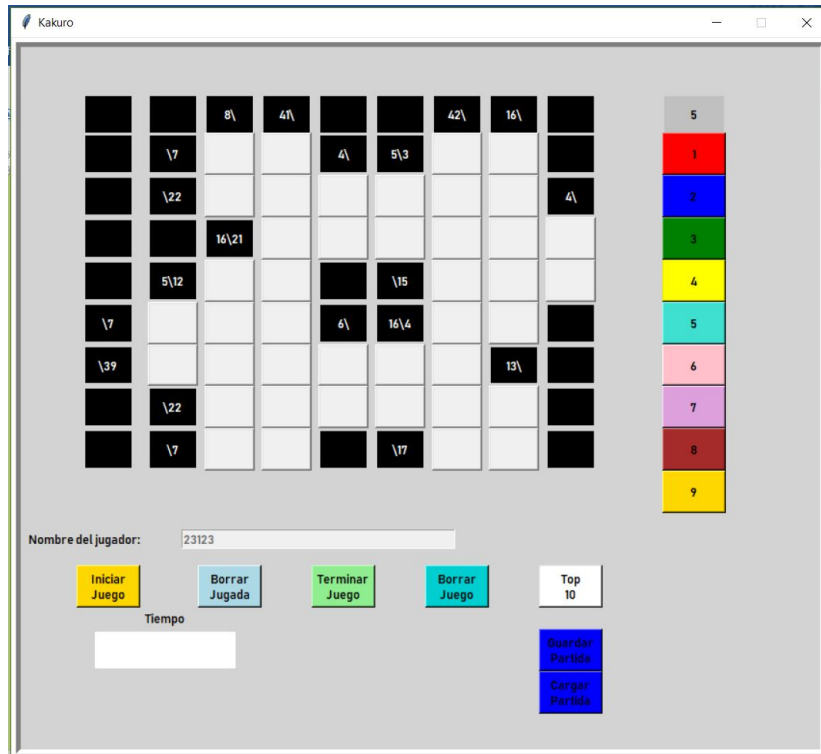 Kakuro
8\ 41\ 42\ 16\ 5
\7 4\ 5\3 1
\22 4\ 2
16\21 3
5\12 \15 4
\7 6\ 16\4 5
\39 13\ 6
\22 7
\7 \17 8
9
Nombre del jugador: 23123
Iniciar Borrar Terminar Borrar Top
Juego Jugada Juego Juego 10
Tiempo
Guardar
Partida
Cargar
Partida